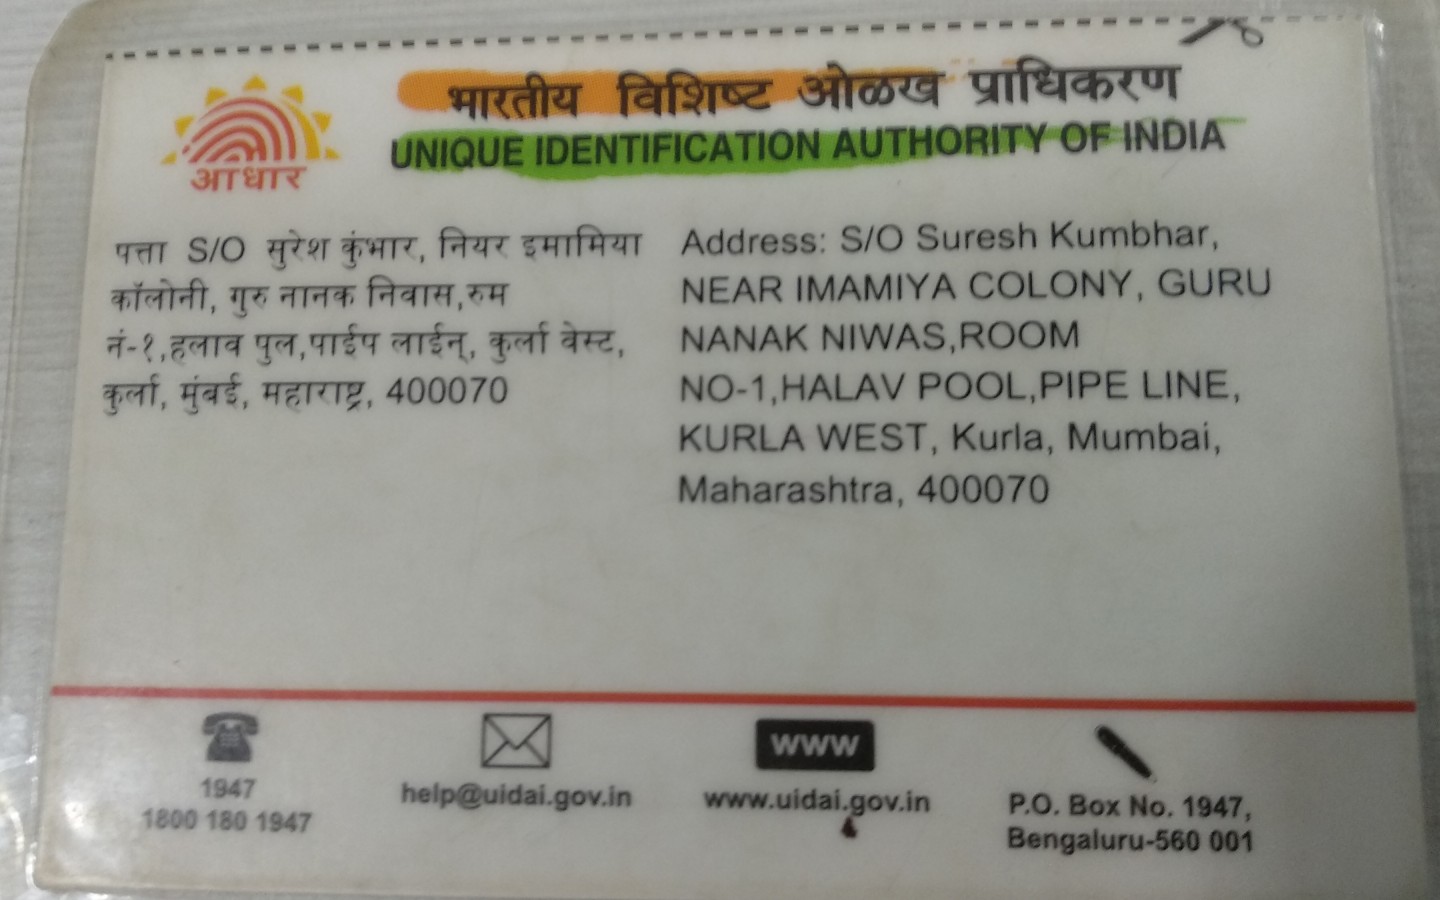 भारतीय विशिष्ट ओळख प्राधिकरण
UNIQUE IDENTIFICATION AUTHORITY OF INDIA
आधार
पत्ता S/O सुरेश कुंभार, नियर इमामिया
कॉलोनी, गुरु नानक निवास,रुम
नं-१,हलाव पुल,पाईप लाईन्, कुर्ला वेस्ट,
कुर्ला, मुंबई, महाराष्ट्र, 400070
Address: S/O Suresh Kumbhar,
NEAR IMAMIYA COLONY, GURU
NANAK NIWAS,ROOM
NO-1,HALAV POOL,PIPE LINE,
KURLA WEST, Kurla, Mumbai,
Maharashtra, 400070
1947
1800 180 1947
help@uidai.gov.in
www
www.uidai.gov.in
P.O. Box No. 1947,
Bengaluru-560 001